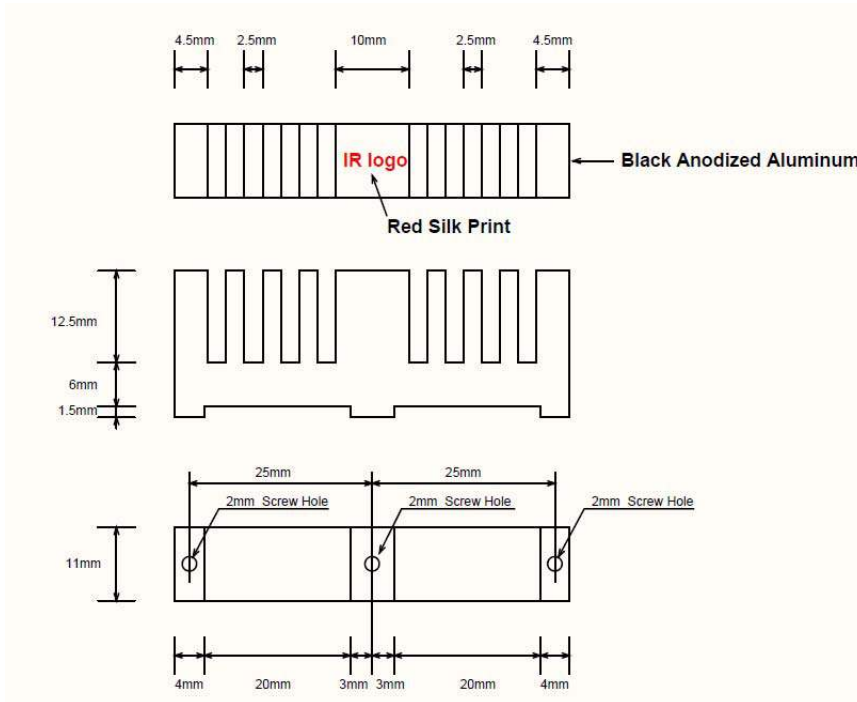 4.5mm 2.5mm 10mm 2.5mm 4.5mm
IR logo
Black Anodized Aluminum
Red Silk Print
12.5mm
6mm
1.5mm
25mm 25mm
2mm Screw Hole 2mm Screw Hole 2mm Screw Hole
11mm
4mm 20mm 3mm 3mm 20mm 4mm